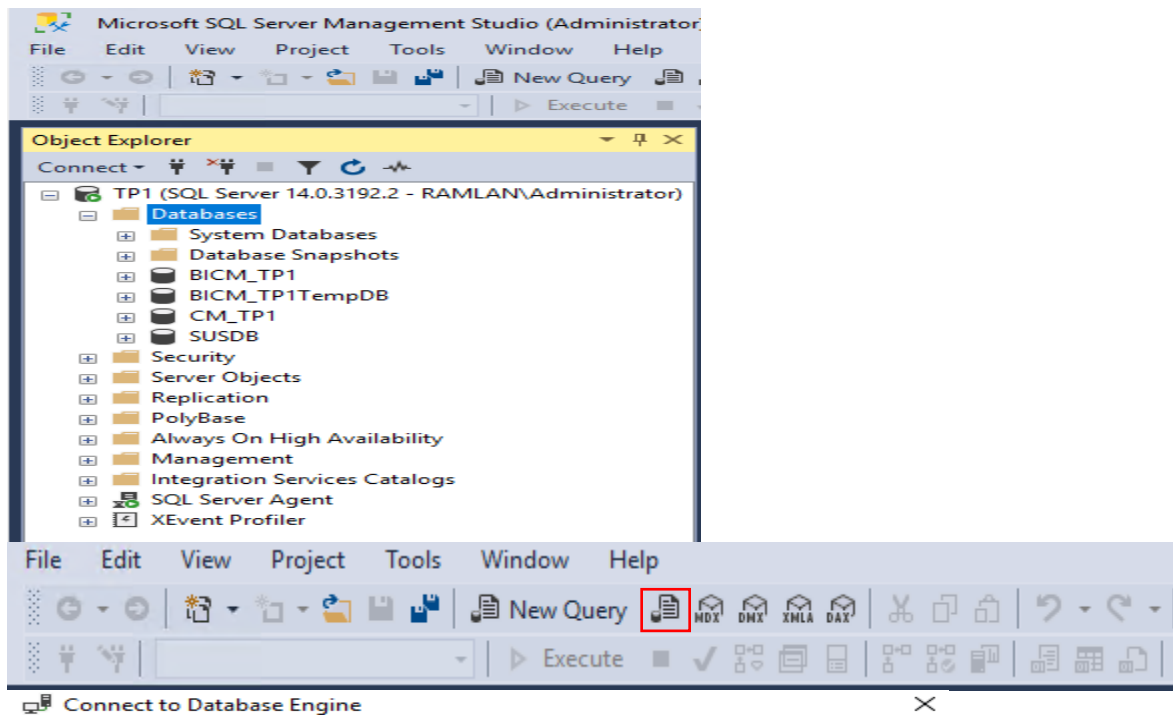 Microsoft SQL Server Management Studio (Administrator)
File Edit View Project Tools Window Help
New Query
Execute
Object Explorer
Connect
TP1 (SQL Server 14.0.3192.2 - RAMLAN\Administrator)
Databases
System Databases
Database Snapshots
BICM_TP1
BICM_TP1TempDB
CM_TP1
SUSDB
Security
Server Objects
Replication
PolyBase
Always On High Availability
Management
Integration Services Catalogs
SQL Server Agent
XEvent Profiler
File Edit View Project Tools Window Help
New Query MDX DMX XMLA DAX
Execute
Connect to Database Engine